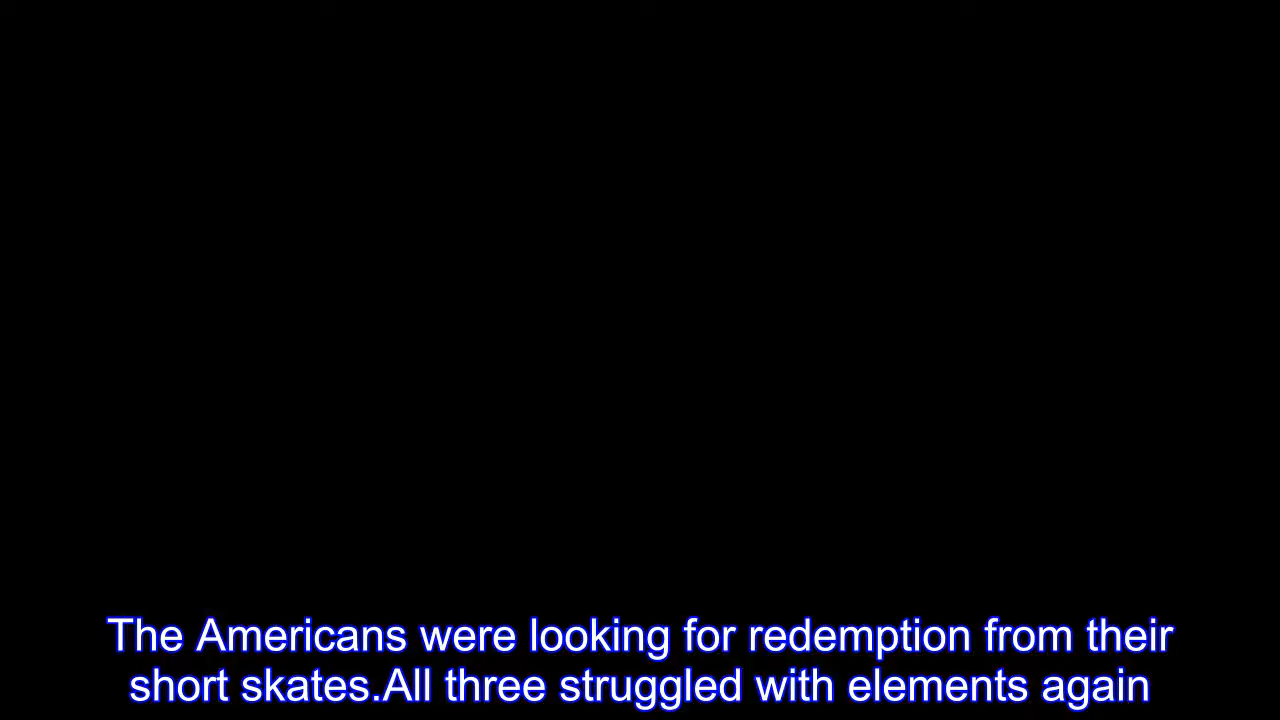 The Americans were looking for redemption from their
short skates.All three struggled with elements again